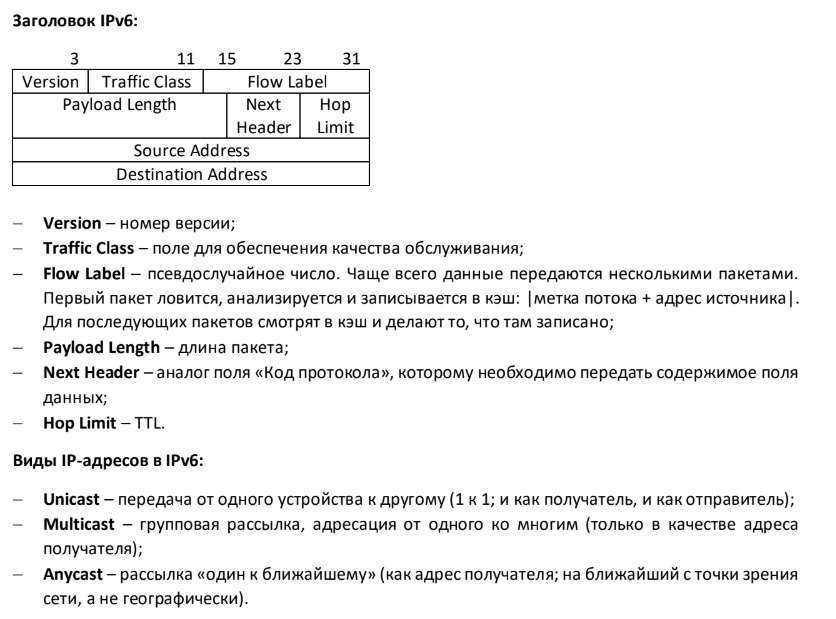 Заголовок IPv6:
3 11 15 23 31
Version Traffic Class Flow Label
Payload Length Next Hop
Header Limit
Source Address
Destination Address
– Version – номер версии;
– Traffic Class – поле для обеспечения качества обслуживания;
– Flow Label – псевдослучайное число. Чаще всего данные передаются несколькими пакетами.
Первый пакет ловится, анализируется и записывается в кэш: |метка потока + адрес источника|.
Для последующих пакетов смотрят в кэш и делают то, что там записано;
– Payload Length – длина пакета;
– Next Header – аналог поля «Код протокола», которому необходимо передать содержимое поля
данных;
– Hop Limit – TTL.
Виды IP-адресов в IPv6:
– Unicast – передача от одного устройства к другому (1 к 1; и как получатель, и как отправитель);
– Multicast – групповая рассылка, адресация от одного ко многим (только в качестве адреса
получателя);
– Anycast – рассылка «один к ближайшему» (как адрес получателя; на ближайший с точки зрения
сети, а не географически).